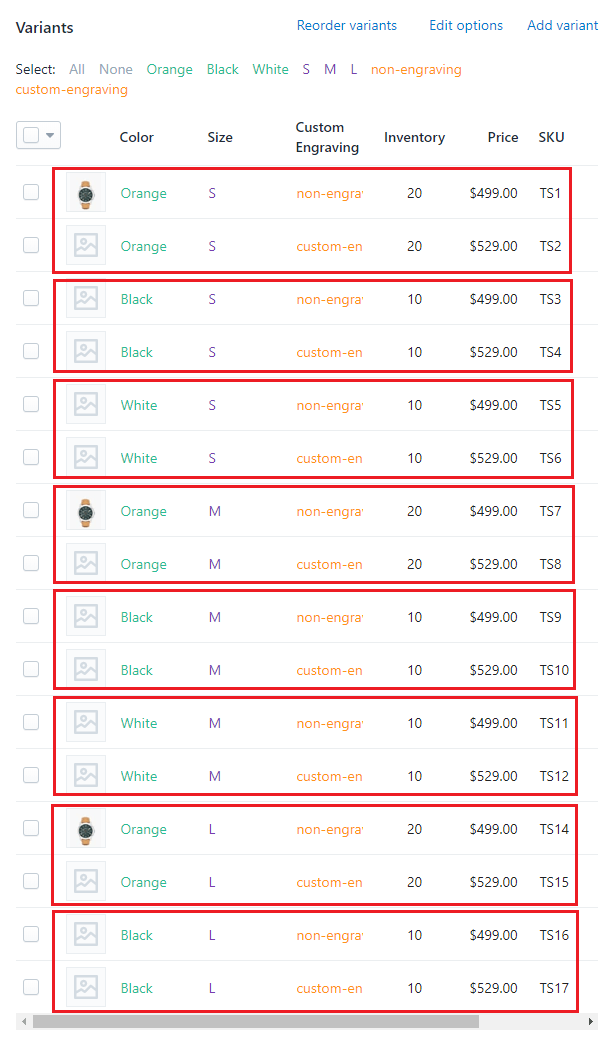 Variants Reorder variants Edit options Add variant
Select: All None Orange Black White S M L non-engraving
custom-engraving
Color Size Custom Engraving Inventory Price SKU
Orange S non-engra 20 $499.00 TS1
Orange S custom-en 20 $529.00 TS2
Black S non-engra 10 $499.00 TS3
Black S custom-en 10 $529.00 TS4
White S non-engra 10 $499.00 TS5
White S custom-en 10 $529.00 TS6
Orange M non-engra 20 $499.00 TS7
Orange M custom-en 20 $529.00 TS8
Black M non-engra 10 $499.00 TS9
Black M custom-en 10 $529.00 TS10
White M non-engra 10 $499.00 TS11
White M custom-en 10 $529.00 TS12
Orange L non-engra 20 $499.00 TS14
Orange L custom-en 20 $529.00 TS15
Black L non-engra 10 $499.00 TS16
Black L custom-en 10 $529.00 TS17